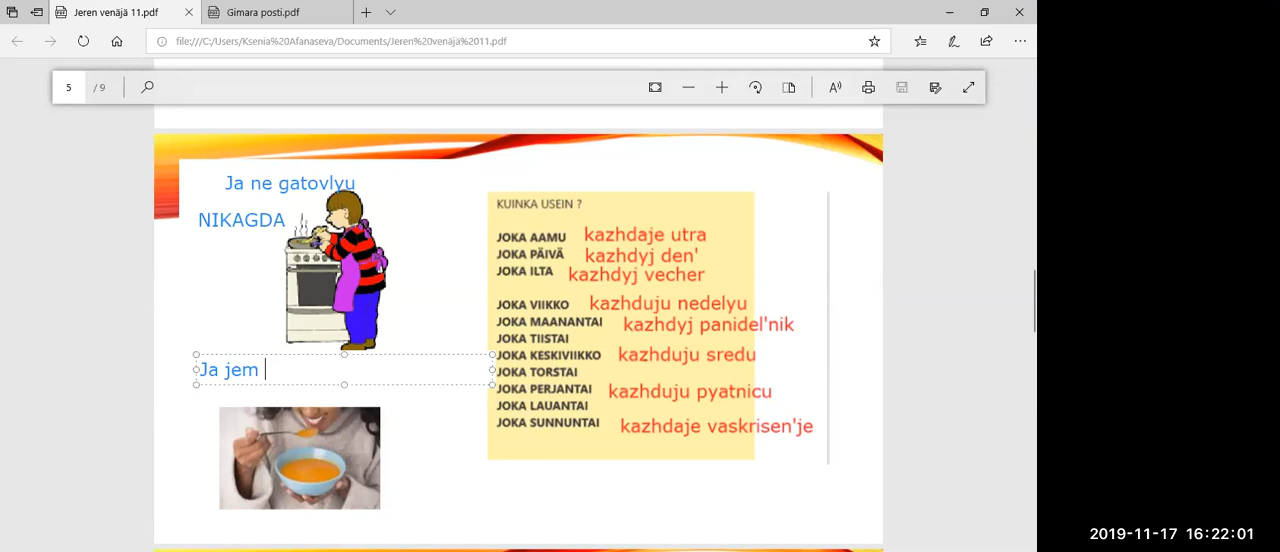 Jeren venäjä 11.pdf
Gimara posti.pdf
file:///C:/Users/Ksenia%20Afanaseva/Documents/Jeren%20venäjä%2011.pdf
5 / 9
Ja ne gatovlyu
NIKAGDA
Ja jem
KUINKA USEIN ?
JOKA AAMU kazhdaje utra
JOKA PÄIVÄ kazhdyj den'
JOKA ILTA kazhdyj vecher
JOKA VIIKKO kazhduju nedelyu
JOKA MAANANTAI kazhdyj panidel'nik
JOKA TIISTAI
JOKA KESKIVIIKKO kazhduju sredu
JOKA TORSTAI
JOKA PERJANTAI kazhduju pyatnicu
JOKA LAUANTAI
JOKA SUNNUNTAI kazhdaje vaskrisen'je
2019-11-17 16:22:01